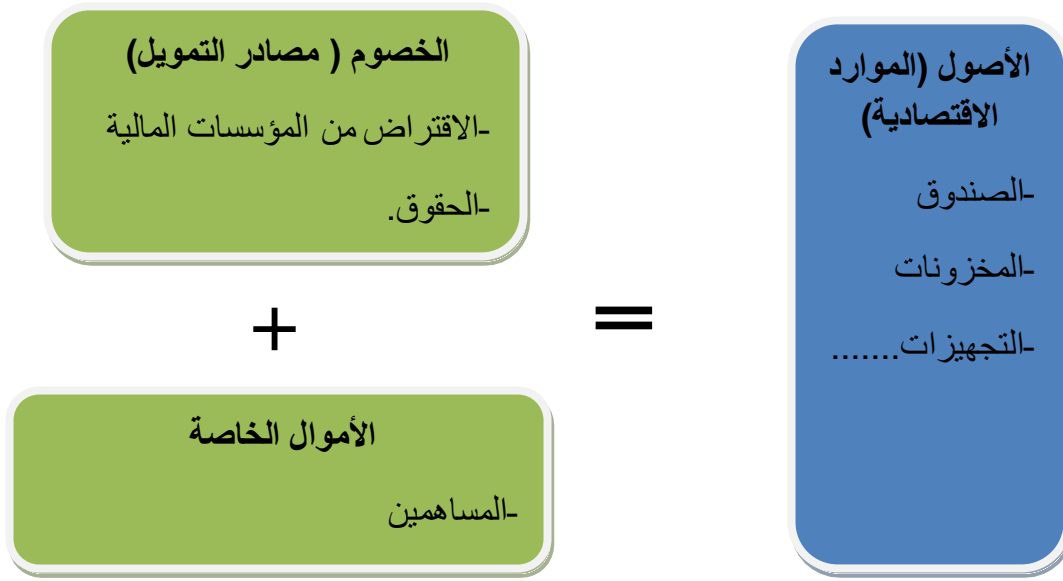 الأصول (الموارد
الاقتصادية)
-الصندوق
-المخزونات
-التجهيزات.......
=
الخصوم ( مصادر التمويل)
-الاقتراض من المؤسسات المالية
-الحقوق.
+
الأموال الخاصة
-المساهمين